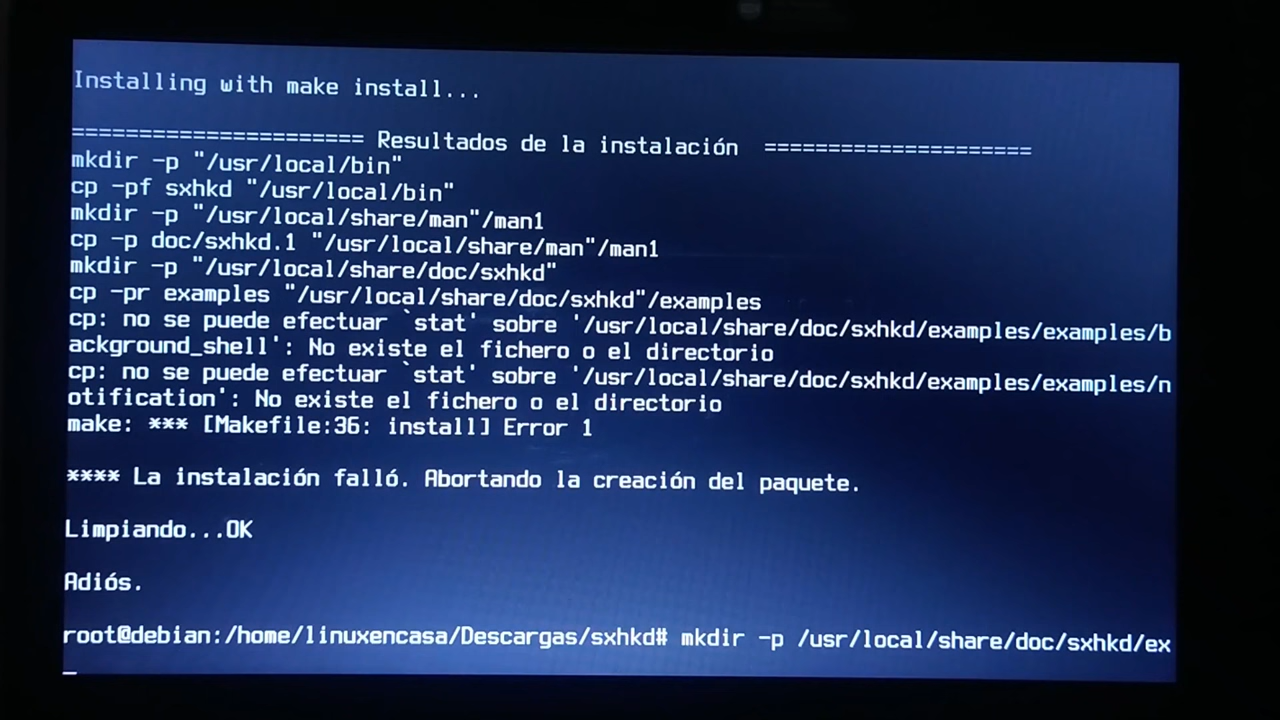 Installing with make install...
====================== Resultados de la instalación ====================
mkdir -p "/usr/local/bin"
cp -pf sxhkd "/usr/local/bin"
mkdir -p "/usr/local/share/man"/man1
cp -p doc/sxhkd.1 "/usr/local/share/man"/man1
mkdir -p "/usr/local/share/doc/sxhkd"
cp -pr examples "/usr/local/share/doc/sxhkd"/examples
cp: no se puede efectuar `stat' sobre '/usr/local/share/doc/sxhkd/examples/examples/b
ackground_shell': No existe el fichero o el directorio
cp: no se puede efectuar `stat' sobre '/usr/local/share/doc/sxhkd/examples/examples/n
otification': No existe el fichero o el directorio
make: *** [Makefile:36: install] Error 1
**** La instalación falló. Abortando la creación del paquete.
Limpiando...OK
Adiós.
root@debian:/home/linuxencasa/Descargas/sxhkd# mkdir -p /usr/local/share/doc/sxhkd/ex